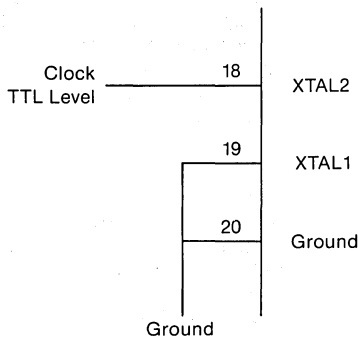 Clock
TTL Level
18
XTAL2
19
XTAL1
20
Ground
Ground